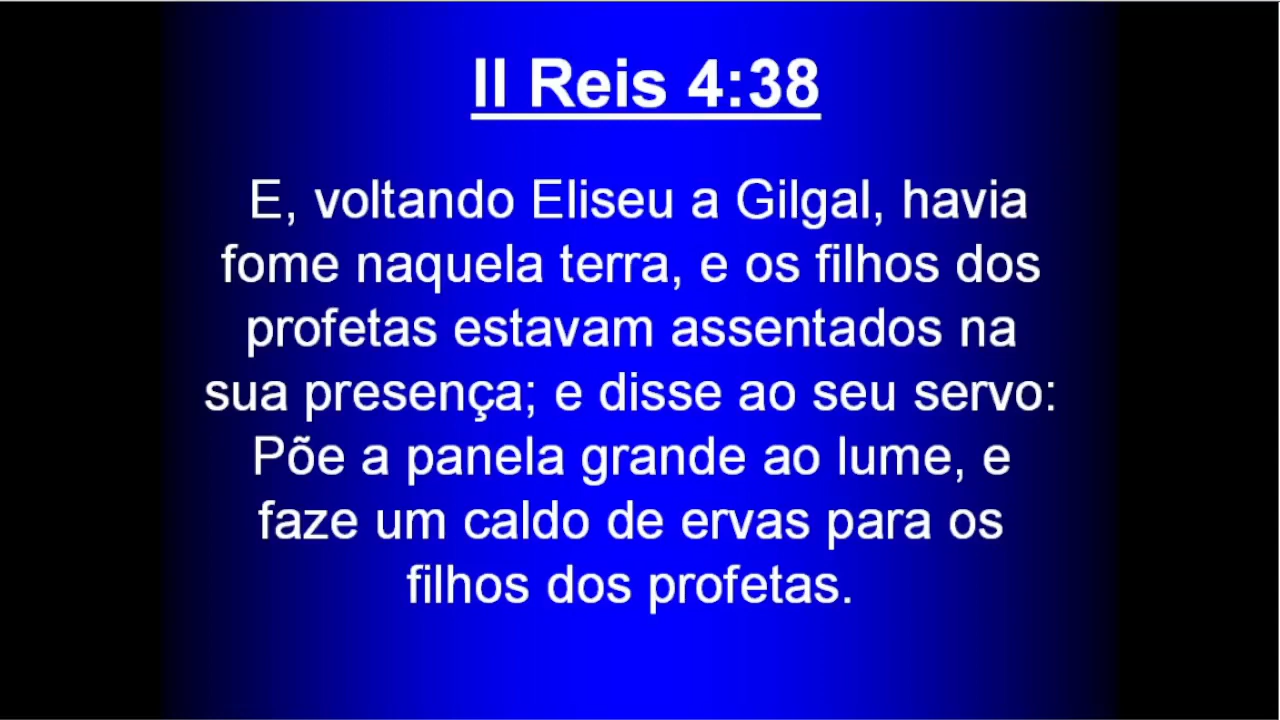 II Reis 4:38
E, voltando Eliseu a Gilgal, havia
fome naquela terra, e os filhos dos
profetas estavam assentados na
sua presença; e disse ao seu servo:
Põe a panela grande ao lume, e
faze um caldo de ervas para os
filhos dos profetas.